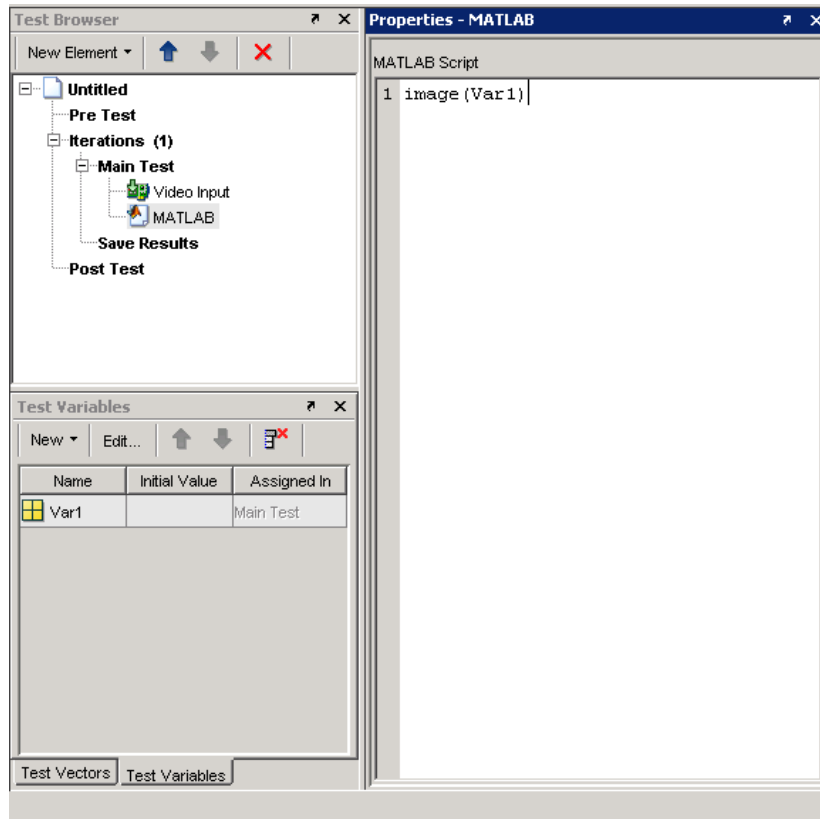 Test Browser
New Element
Untitled
Pre Test
Iterations (1)
Main Test
Video Input
MATLAB
Save Results
Post Test
Test Variables
New Edit...
Name Initial Value Assigned In
Var1 Main Test
Test Vectors Test Variables
Properties - MATLAB
MATLAB Script
1 image(Var1)